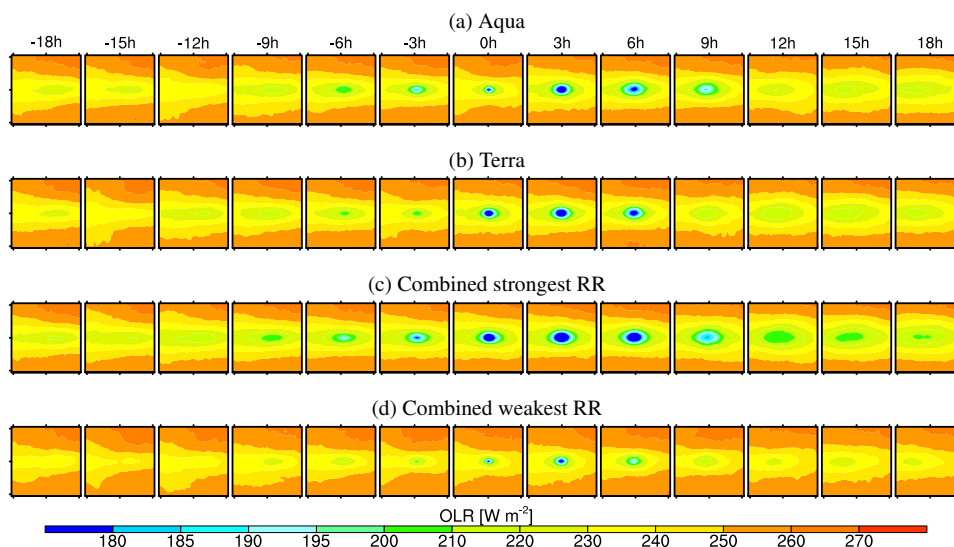 (a) Aqua
-18h -15h -12h -9h -6h -3h 0h 3h 6h 9h 12h 15h 18h
(b) Terra
(c) Combined strongest RR
(d) Combined weakest RR
OLR [W m-2]
180 185 190 195 200 210 220 230 240 250 260 270